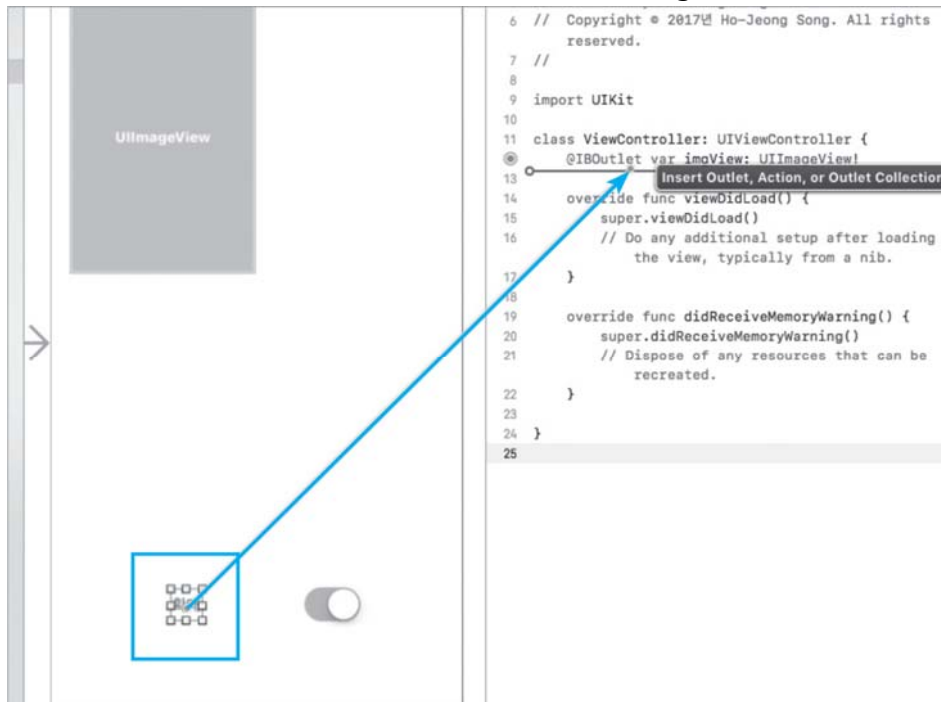 UIImageView
6 // Copyright © 2017년 Ho-Jeong Song. All rights
reserved.
7 //
8
9 import UIKit
10
11 class ViewController: UIViewController {
@IBOutlet var imgView: UIImageView!
13
Insert Outlet, Action, or Outlet Collection
14 override func viewDidLoad() {
15 super.viewDidLoad()
16 // Do any additional setup after loading
the view, typically from a nib.
17 }
18
19 override func didReceiveMemoryWarning() {
20 super.didReceiveMemoryWarning()
21 // Dispose of any resources that can be
recreated.
22 }
23
24 }
25